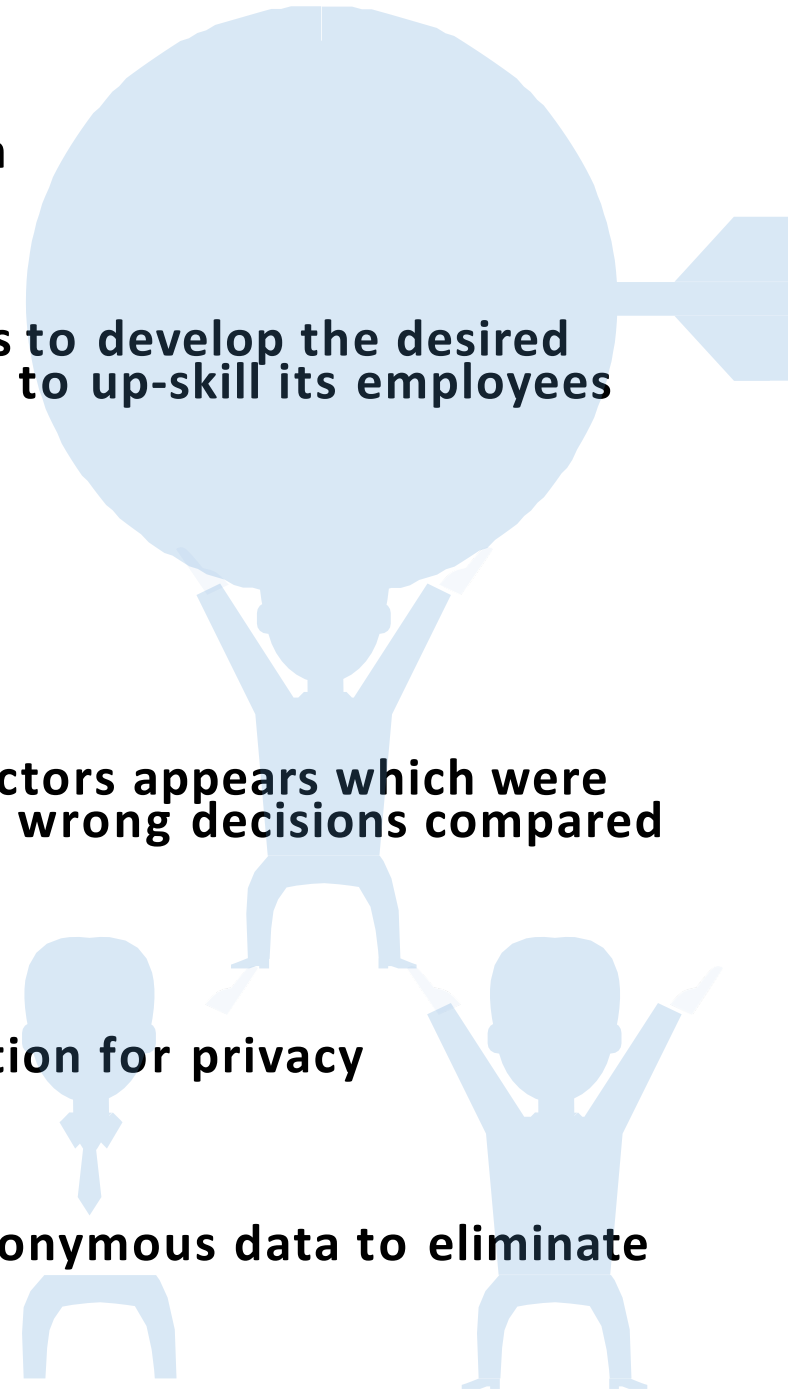 s to develop the desired
to up-skill its employees
ctors appears which were
wrong decisions compared
tion for privacy
onymous data to eliminate